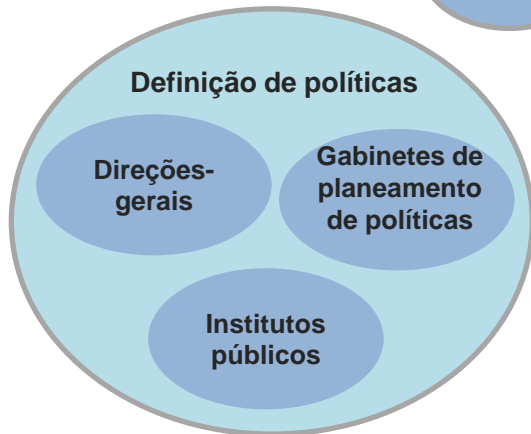 Definição de políticas
Direções-
gerais
Gabinetes de
planeamento
de políticas
Institutos
públicos